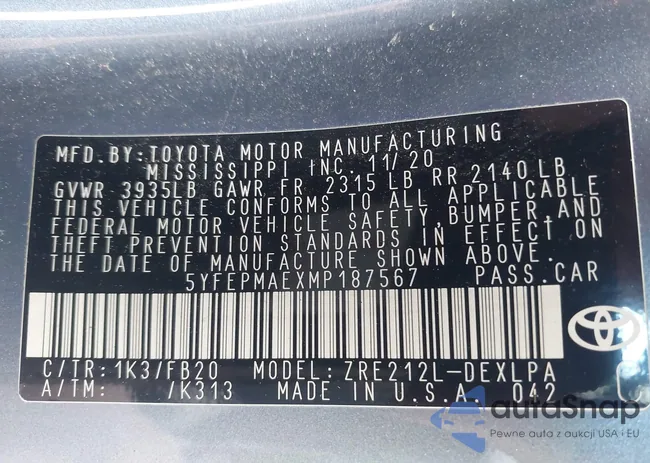 MFD. BY: TOYOTA MOTOR MANUFACTURING
MISSISSIPPI INC. 11/20
GVWR 3935LB GAWR FR 2315 LB RR 2140 LB
THIS VEHICLE CONFORMS TO ALL APPLICABLE
FEDERAL MOTOR VEHICLE SAFETY, BUMPER, AND
THEFT PREVENTION STANDARDS IN EFFECT ON
THE DATE OF MANUFACTURE SHOWN ABOVE.
5YFEPMAEXMP187567 PASS.CAR
C/TR: 1K3/FB20 MODEL: ZRE212L-DEXLPA
A/TM: /K313 MADE IN U.S.A. 042
autoSnap
Pewne auta z aukcji USA i EU